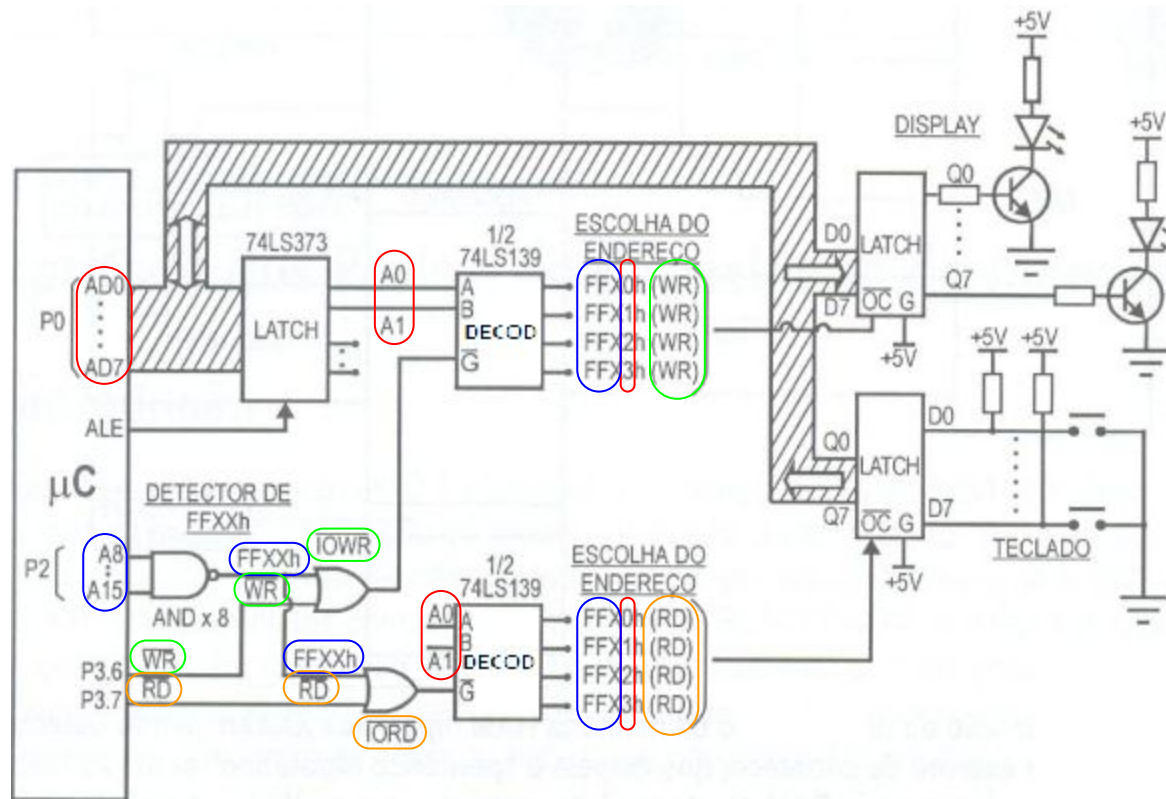 +5V
+5V
DISPLAY
Q0
ESCOLHA DO
ENDEREÇO
1/2
74LS139
74LS373
D0
LATCH
AD0
A0
A
FFX0h (WR)
P0
B
FFX1h (WR)
D7
Q7
LATCH
A1
DECOD
FFX2h (WR)
OC G
AD7
G
FFX3h (WR)
+5V
+5V
+5V
ALE
D0
Q0
LATCH
µC
DETECTOR DE
FFXXh
Q7
OC G
D7
IOWR
ESCOLHA DO
ENDEREÇO
TECLADO
P2
A8
FFXXh
1/2
74LS139
+5V
A15
WR
A0
A
FFX0h (RD)
AND x 8
B
FFX1h (RD)
WR
FFXXh
A1
DECOD
FFX2h (RD)
P3.6
RD
RD
G
FFX3h (RD)
P3.7
IORD